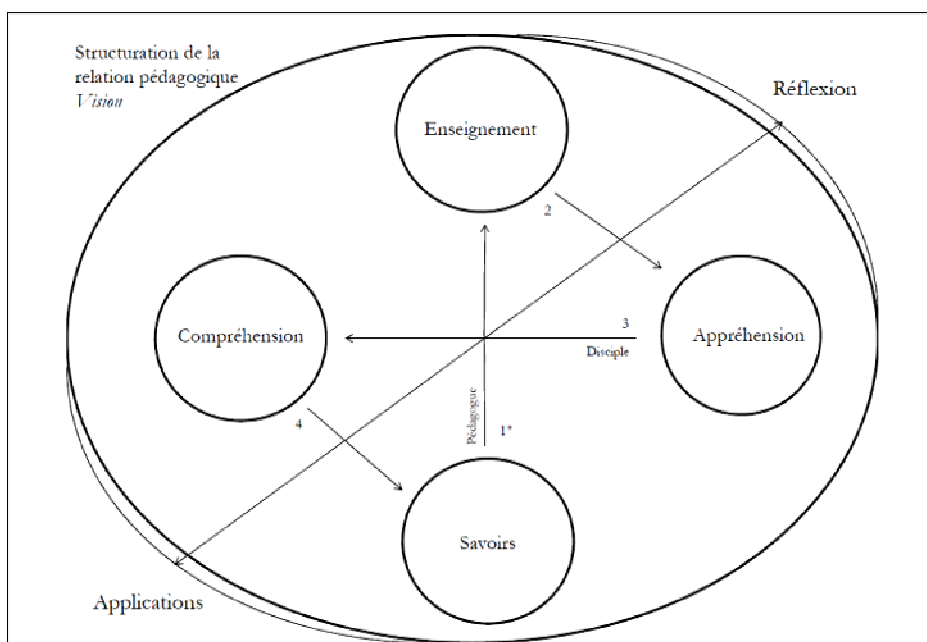 Structuration de la
relation pédagogique
Vision
Réflexion
Enseignement
2
Compréhension
3
Disciple
Appréhension
Pédagogue
1"
4
Savoirs
Applications